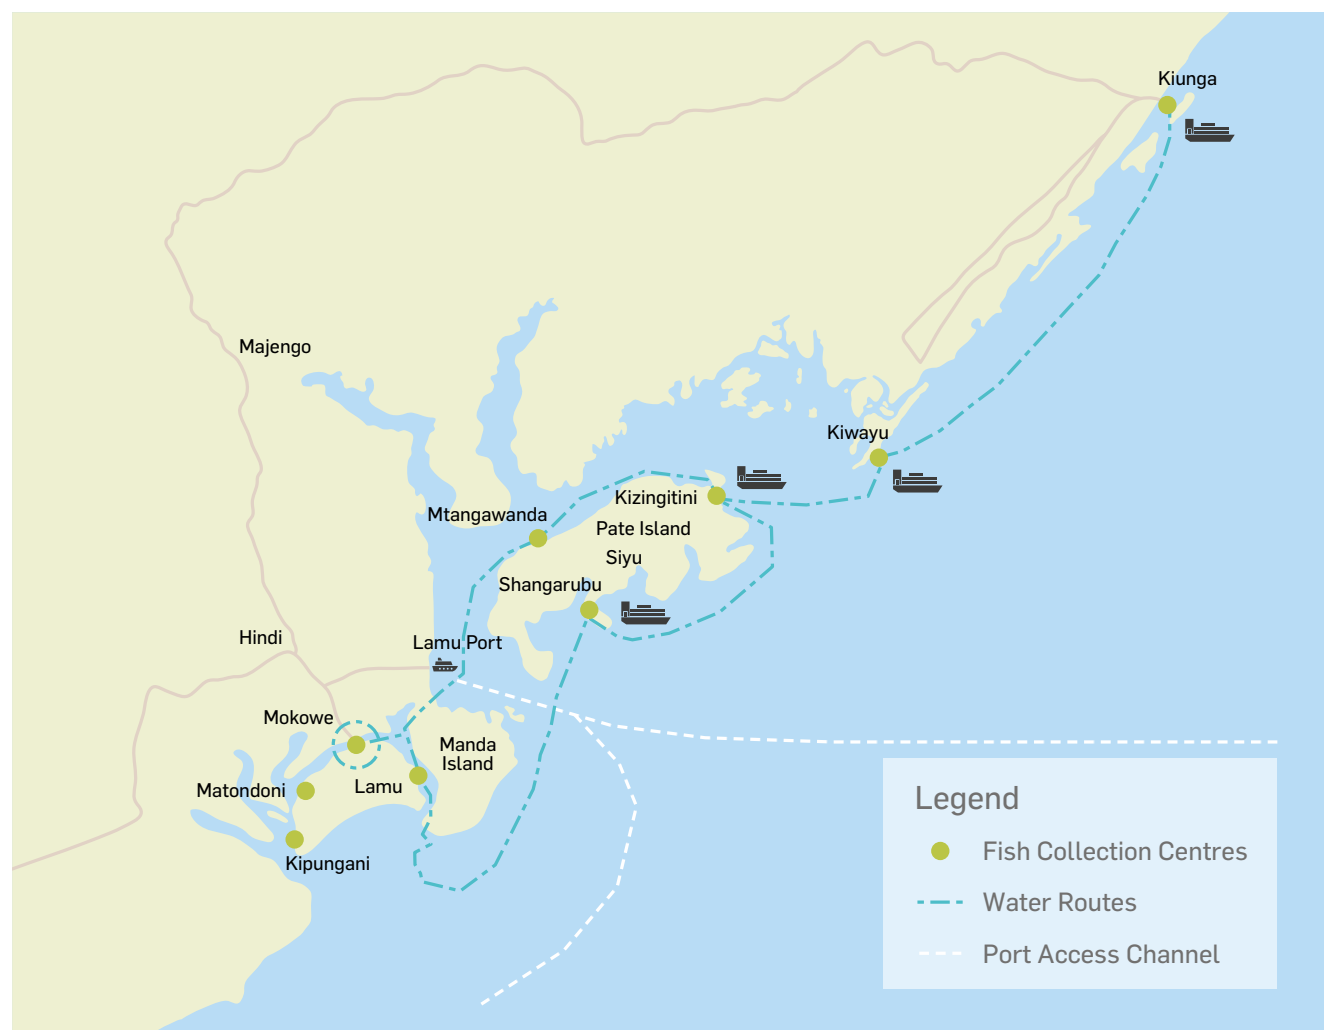 Kiunga
Majengo
Kiwayu
Kizingitini
Mtangawanda
Pate Island
Siyu
Shangarubu
Hindi
Lamu Port
Mokowe
Manda
Island
Matondoni
Lamu
Kipungani
Legend
Fish Collection Centres
Water Routes
Port Access Channel